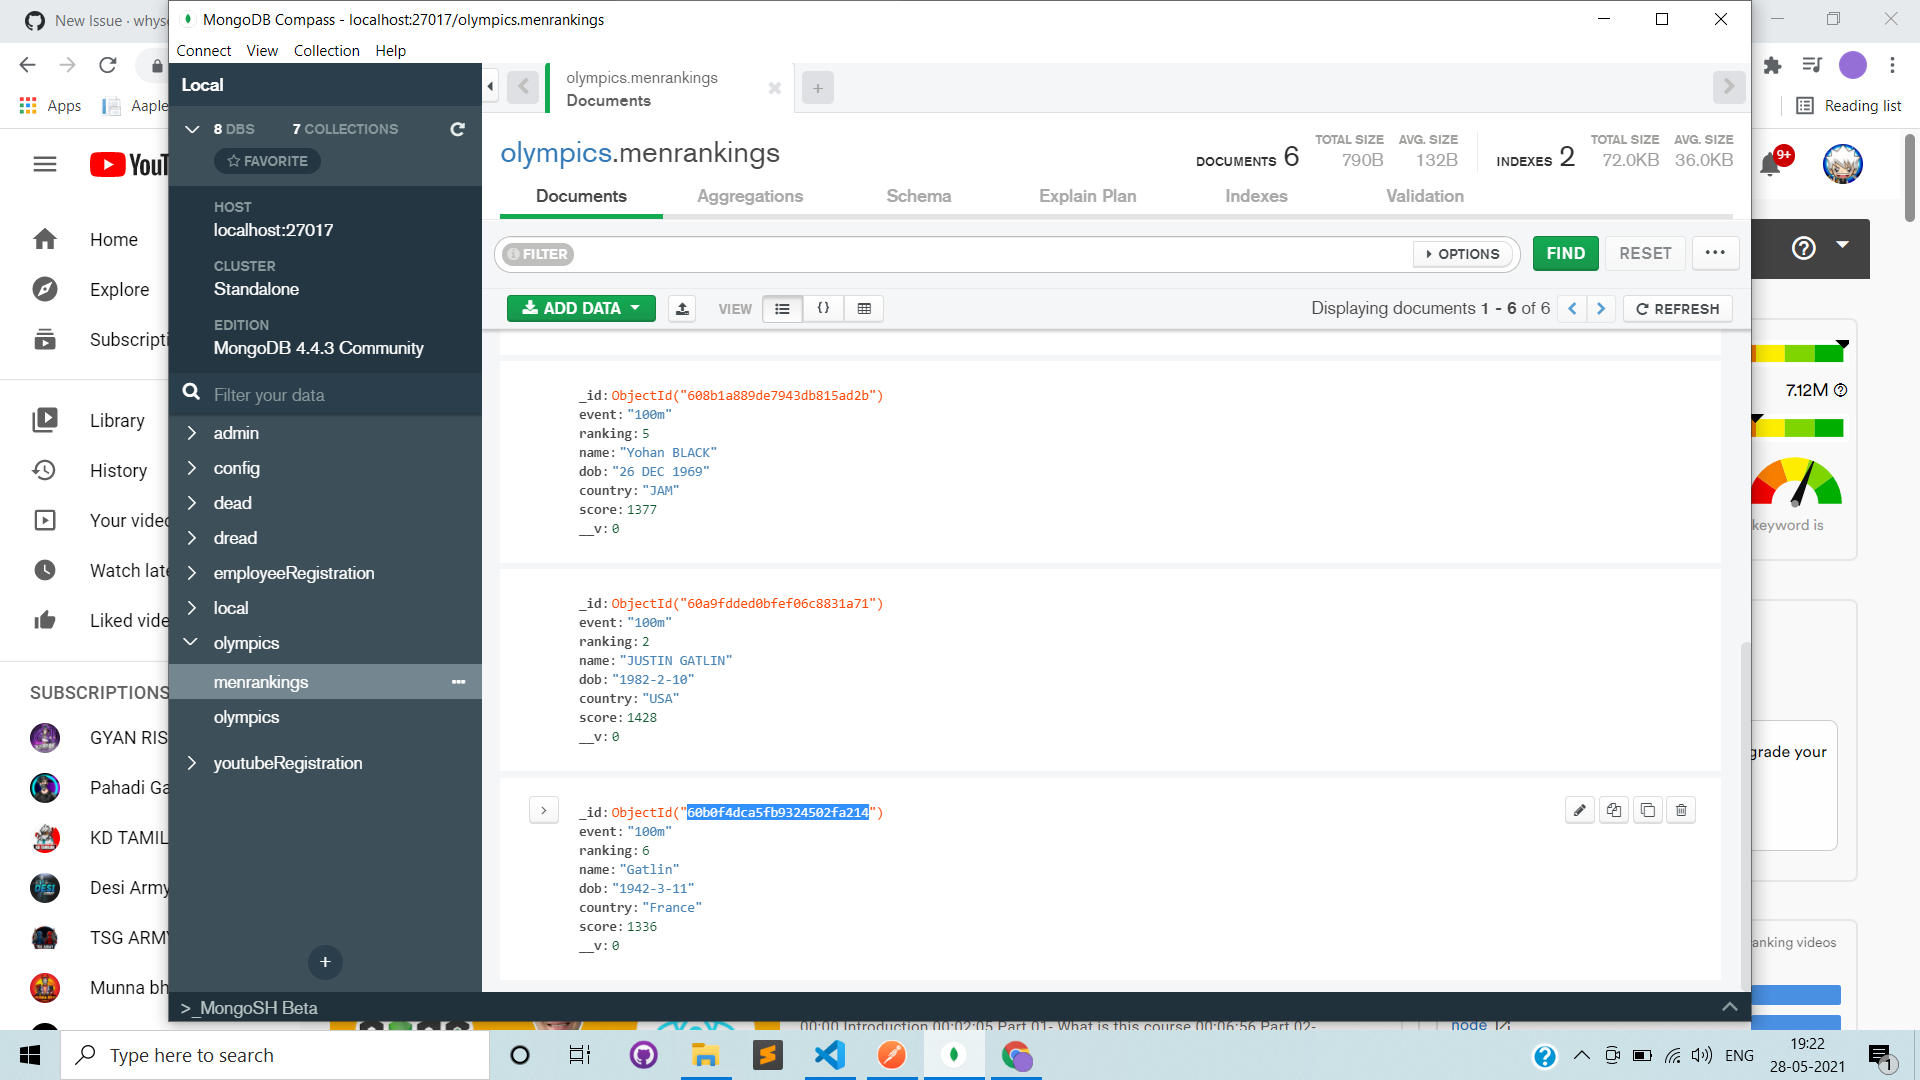 New Issue · whys
MongoDB Compass - localhost:27017/olympics.menrankings
Connect View Collection Help
Apps
Aaple
Reading list
Local
8 DBS 7 COLLECTIONS
FAVORITE
HOST
localhost:27017
CLUSTER
Standalone
EDITION
MongoDB 4.4.3 Community
Filter your data
admin
config
dead
dread
employeeRegistration
local
olympics
menrankings
olympics
youtubeRegistration
+
>_MongoSH Beta
olympics.menrankings
Documents
+
olympics.menrankings
DOCUMENTS 6
TOTAL SIZE
790B
AVG. SIZE
132B
INDEXES 2
TOTAL SIZE
72.0KB
AVG. SIZE
36.0KB
Documents Aggregations Schema Explain Plan Indexes Validation
FILTER
OPTIONS
FIND
RESET
ADD DATA
VIEW
{}
Displaying documents 1 - 6 of 6
REFRESH
_id: ObjectId("608b1a889de7943db815ad2b")
event: "100m"
ranking: 5
name: "Yohan BLACK"
dob: "26 DEC 1969"
country: "JAM"
score: 1377
__v: 0
_id: ObjectId("60a9fdded0bfef06c8831a71")
event: "100m"
ranking: 2
name: "JUSTIN GATLIN"
dob: "1982-2-10"
country: "USA"
score: 1428
__v: 0
_id: ObjectId("60b0f4dca5fb9324502fa214")
event: "100m"
ranking: 6
name: "Gatlin"
dob: "1942-3-11"
country: "France"
score: 1336
__v: 0
YouT
9+
Home
Explore
Subscripti
Library
History
Your video
Watch late
Liked vide
SUBSCRIPTIONS
GYAN RIS
Pahadi Ga
KD TAMIL
Desi Army
TSG ARMY
Munna bh
7.12M
keyword is
grade your
anking videos
00:00 Introduction 00:02:05 Part 01- What is this course 00:06:56 Part 02-
node
Type here to search
ENG
19:22
28-05-2021
1